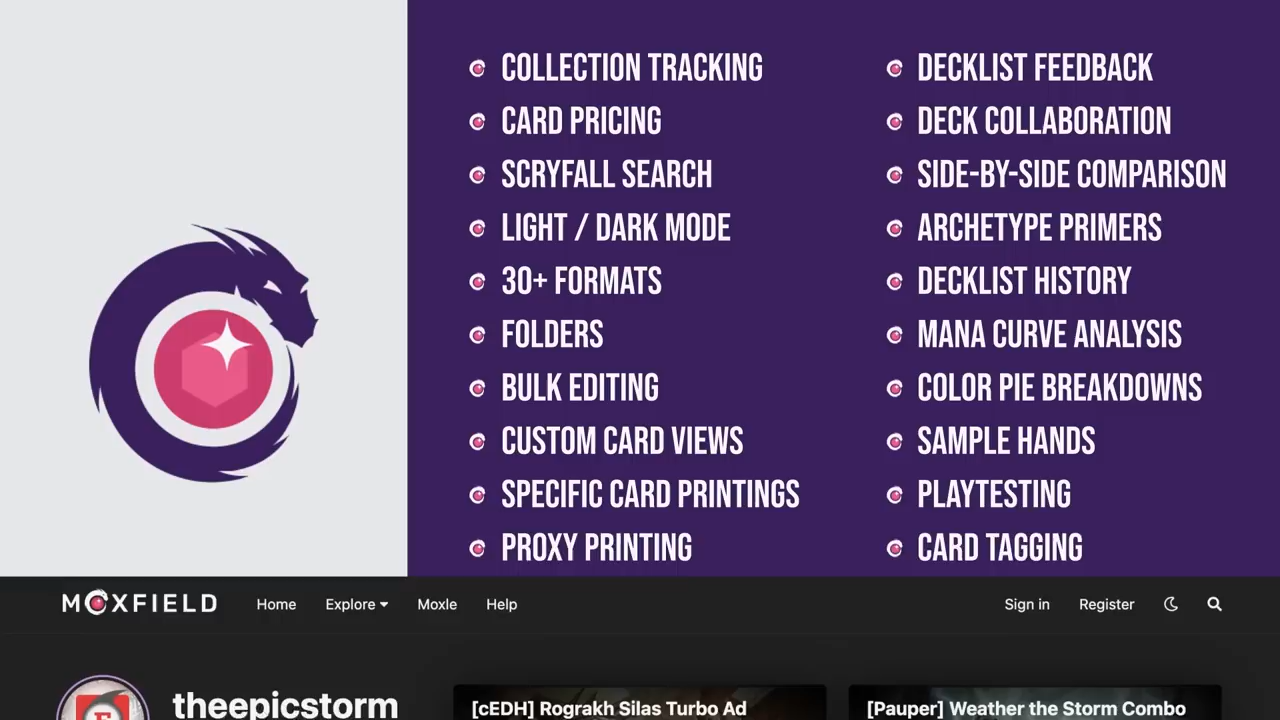 COLLECTION TRACKING
CARD PRICING
SCRYFALL SEARCH
LIGHT / DARK MODE
30+ FORMATS
FOLDERS
BULK EDITING
CUSTOM CARD VIEWS
SPECIFIC CARD PRINTINGS
PROXY PRINTING
DECKLIST FEEDBACK
DECK COLLABORATION
SIDE-BY-SIDE COMPARISON
ARCHETYPE PRIMERS
DECKLIST HISTORY
MANA CURVE ANALYSIS
COLOR PIE BREAKDOWNS
SAMPLE HANDS
PLAYTESTING
CARD TAGGING
MOXFIELD Home Explore Moxle Help Sign in Register
theepicstorm
[cEDH] Rograkh Silas Turbo Ad
[Pauper] Weather the Storm Combo